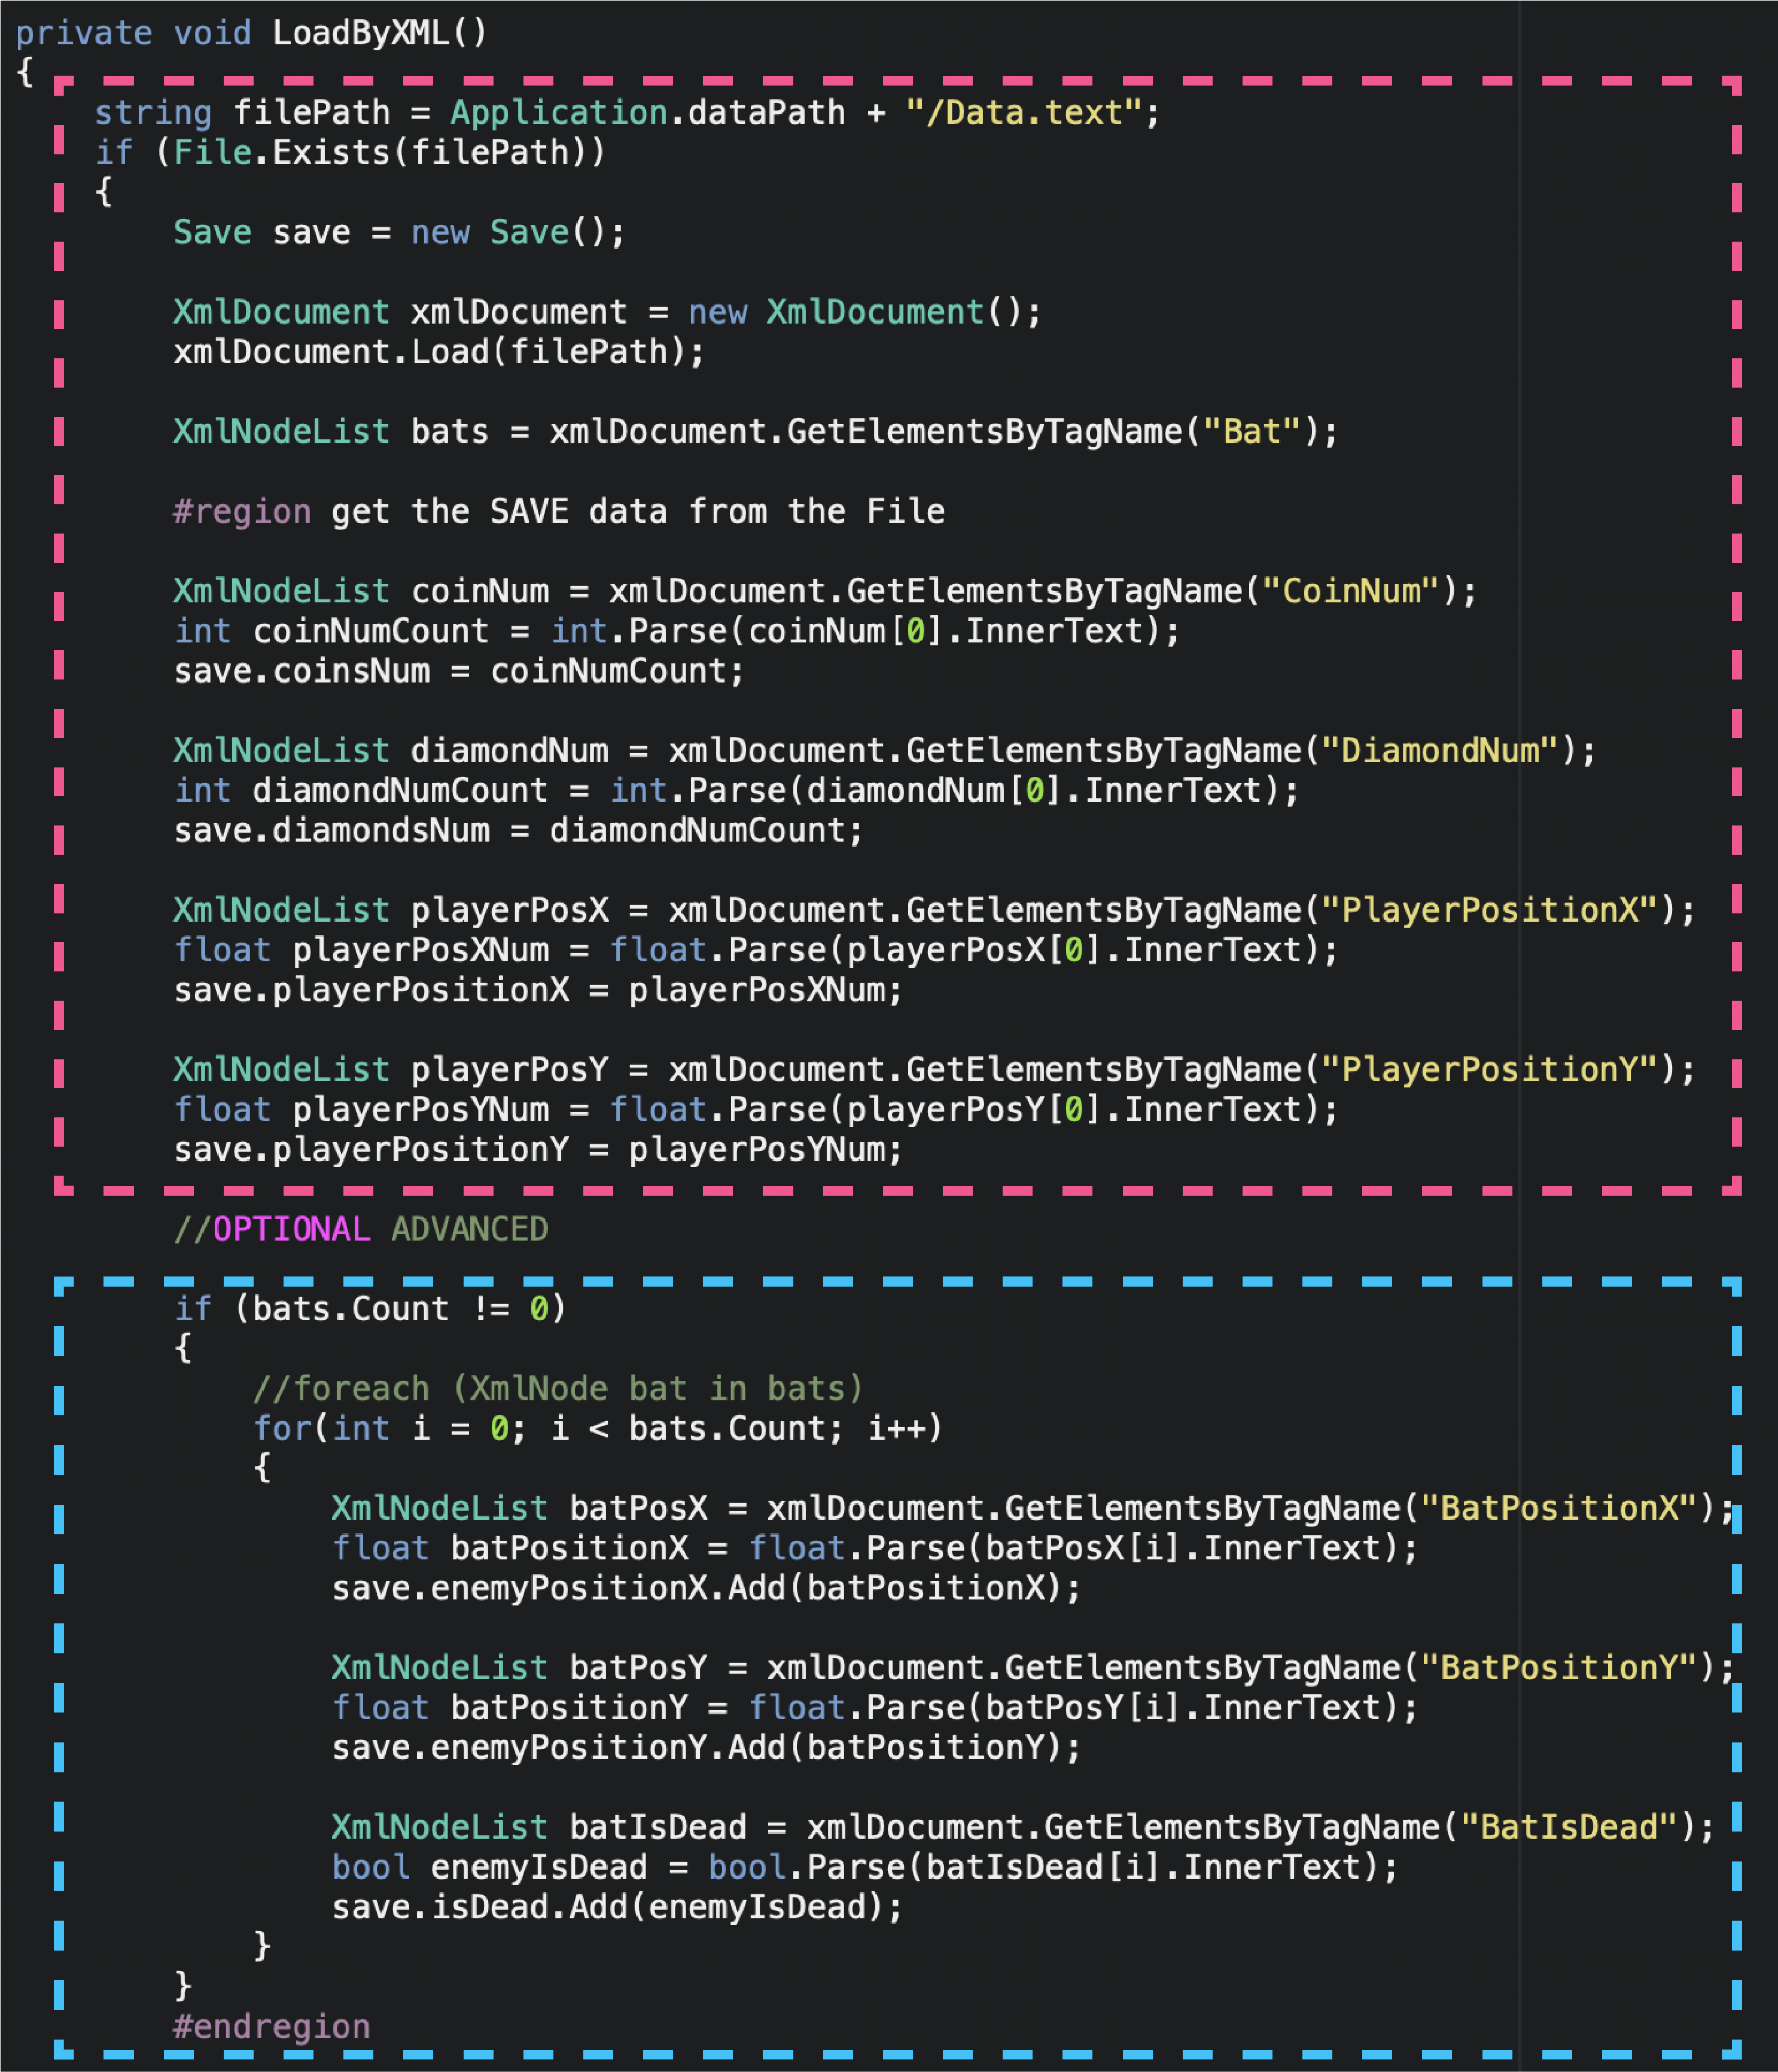 private void LoadByXML()
{
string filePath = Application.dataPath + "/Data.text";
if (File.Exists(filePath))
{
Save save = new Save();
XmlDocument xmlDocument = new XmlDocument();
xmlDocument.Load(filePath);
XmlNodeList bats = xmlDocument.GetElementsByTagName("Bat");
#region get the SAVE data from the File
XmlNodeList coinNum = xmlDocument.GetElementsByTagName("CoinNum");
int coinNumCount = int.Parse(coinNum[0].InnerText);
save.coinsNum = coinNumCount;
XmlNodeList diamondNum = xmlDocument.GetElementsByTagName("DiamondNum");
int diamondNumCount = int.Parse(diamondNum[0].InnerText);
save.diamondsNum = diamondNumCount;
XmlNodeList playerPosX = xmlDocument.GetElementsByTagName("PlayerPositionX");
float playerPosXNum = float.Parse(playerPosX[0].InnerText);
save.playerPositionX = playerPosXNum;
XmlNodeList playerPosY = xmlDocument.GetElementsByTagName("PlayerPositionY");
float playerPosYNum = float.Parse(playerPosY[0].InnerText);
save.playerPositionY = playerPosYNum;
//OPTIONAL ADVANCED
if (bats.Count != 0)
{
//foreach (XmlNode bat in bats)
for(int i = 0; i < bats.Count; i++)
{
XmlNodeList batPosX = xmlDocument.GetElementsByTagName("BatPositionX");
float batPositionX = float.Parse(batPosX[i].InnerText);
save.enemyPositionX.Add(batPositionX);
XmlNodeList batPosY = xmlDocument.GetElementsByTagName("BatPositionY");
float batPositionY = float.Parse(batPosY[i].InnerText);
save.enemyPositionY.Add(batPositionY);
XmlNodeList batIsDead = xmlDocument.GetElementsByTagName("BatIsDead");
bool enemyIsDead = bool.Parse(batIsDead[i].InnerText);
save.isDead.Add(enemyIsDead);
}
}
#endregion